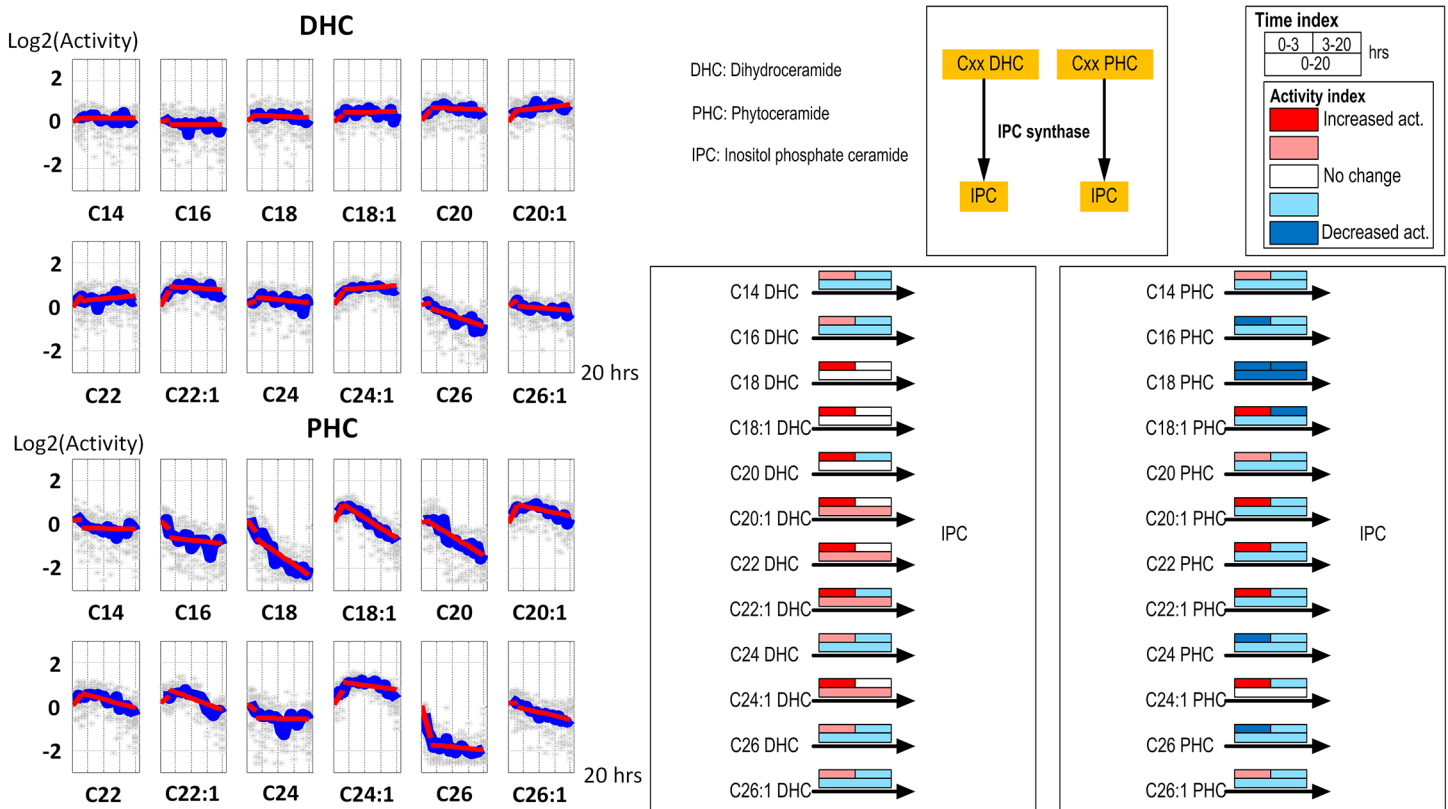 DHC
Log2(Activity)
2
0
-2
C14 C16 C18 C18:1 C20 C20:1
2
0
-2
20 hrs
C22 C22:1 C24 C24:1 C26 C26:1
PHC
Log2(Activity)
2
0
-2
C14 C16 C18 C18:1 C20 C20:1
2
0
-2
20 hrs
C22 C22:1 C24 C24:1 C26 C26:1
DHC: Dihydroceramide
PHC: Phytoceramide
IPC: Inositol phosphate ceramide
Cxx DHC Cxx PHC
IPC synthase
IPC IPC
Time index
0-3 3-20
hrs
0-20
Activity index
Increased act.
No change
Decreased act.
C14 DHC
C16 DHC
C18 DHC
C18:1 DHC
C20 DHC
C20:1 DHC
IPC
C22 DHC
C22:1 DHC
C24 DHC
C24:1 DHC
C26 DHC
C26:1 DHC
C14 PHC
C16 PHC
C18 PHC
C18:1 PHC
C20 PHC
C20:1 PHC
IPC
C22 PHC
C22:1 PHC
C24 PHC
C24:1 PHC
C26 PHC
C26:1 PHC